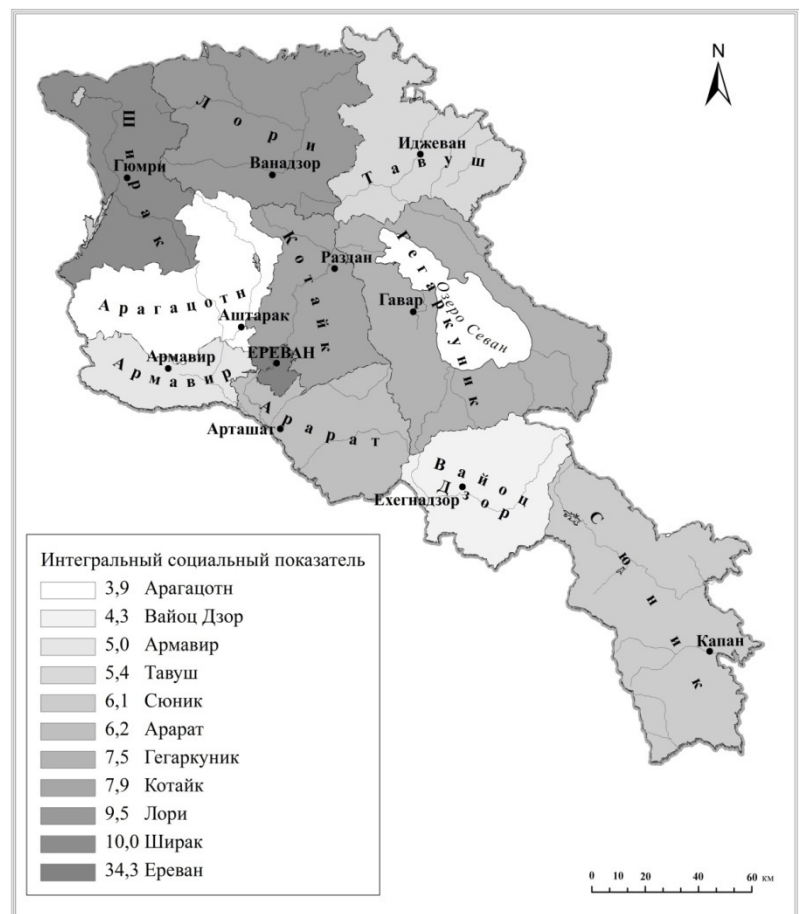 N
Лори
Ширак
Гюмри
Ванадзор
Иджеван
Тавуш
Котайк
Раздан
Гегаркуник
Озеро Севан
Гавар
Арагацотн
Аштарак
Армавир
Армавир
ЕРЕВАН
Арарат
Арташат
Вайоц
Дзор
Ехегнадзор
Сюник
Капан
Интегральный социальный показатель
3,9 Арагацотн
4,3 Вайоц Дзор
5,0 Армавир
5,4 Тавуш
6,1 Сюник
6,2 Арарат
7,5 Гегаркуник
7,9 Котайк
9,5 Лори
10,0 Ширак
34,3 Ереван
0 10 20 40 60 км